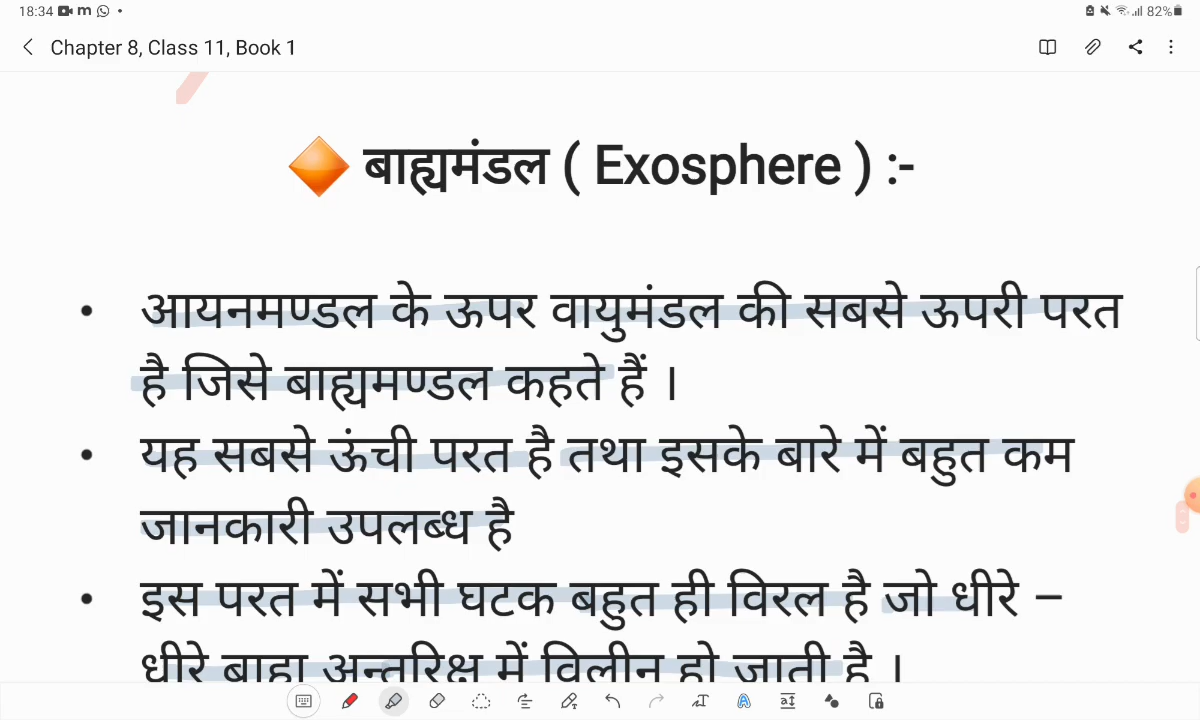 18:34 m 82%
Chapter 8, Class 11, Book 1
बाह्यमंडल ( Exosphere ) :-
• आयनमण्डल के ऊपर वायुमंडल की सबसे ऊपरी परत
है जिसे बाह्यमण्डल कहते हैं ।
• यह सबसे ऊंची परत है तथा इसके बारे में बहुत कम
जानकारी उपलब्ध है
• इस परत में सभी घटक बहुत ही विरल है जो धीरे –
धीरे बाहा अन्तरिक्ष में विलीन हो जाती है ।